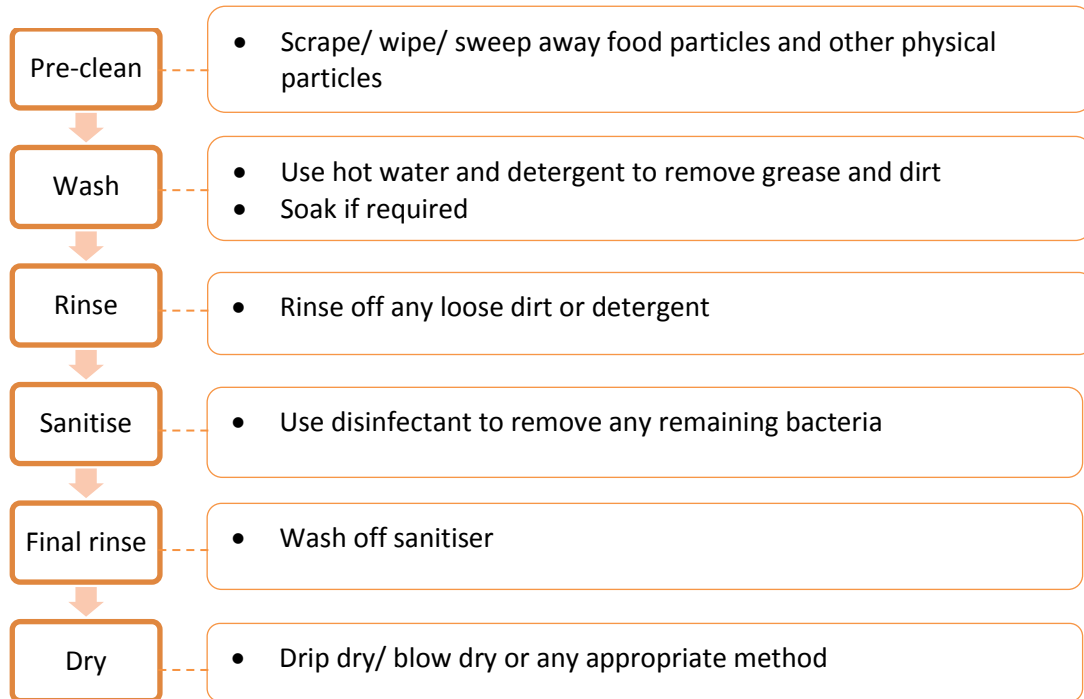 Pre-clean
• Scrape/ wipe/ sweep away food particles and other physical
particles
Wash
• Use hot water and detergent to remove grease and dirt
• Soak if required
Rinse
• Rinse off any loose dirt or detergent
Sanitise
• Use disinfectant to remove any remaining bacteria
Final rinse
• Wash off sanitiser
Dry
• Drip dry/ blow dry or any appropriate method